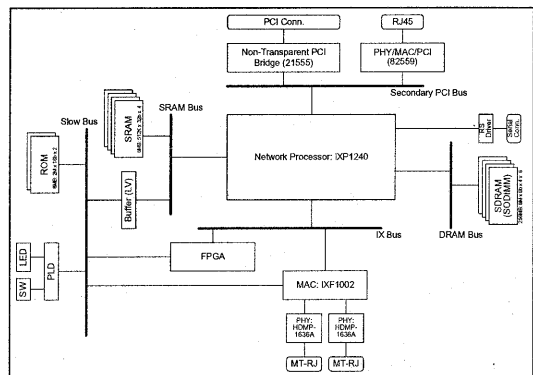 PCI Conn.
RJ45
Non-Transparent PCI
Bridge (21555)
PHY/MAC/PCI
(82559)
Secondary PCI Bus
Slow Bus
SRAM Bus
SRAM
ROM
Network Processor: IXP1240
RS
Driver
Serial
Conn.
SDRAM
(SODIMM)
Buffer (LV)
IX Bus
DRAM Bus
LED
SW
PLD
FPGA
MAC: IXF1002
PHY:
HDMP-
1636A
PHY:
HDMP-
1636A
MT-RJ
MT-RJ